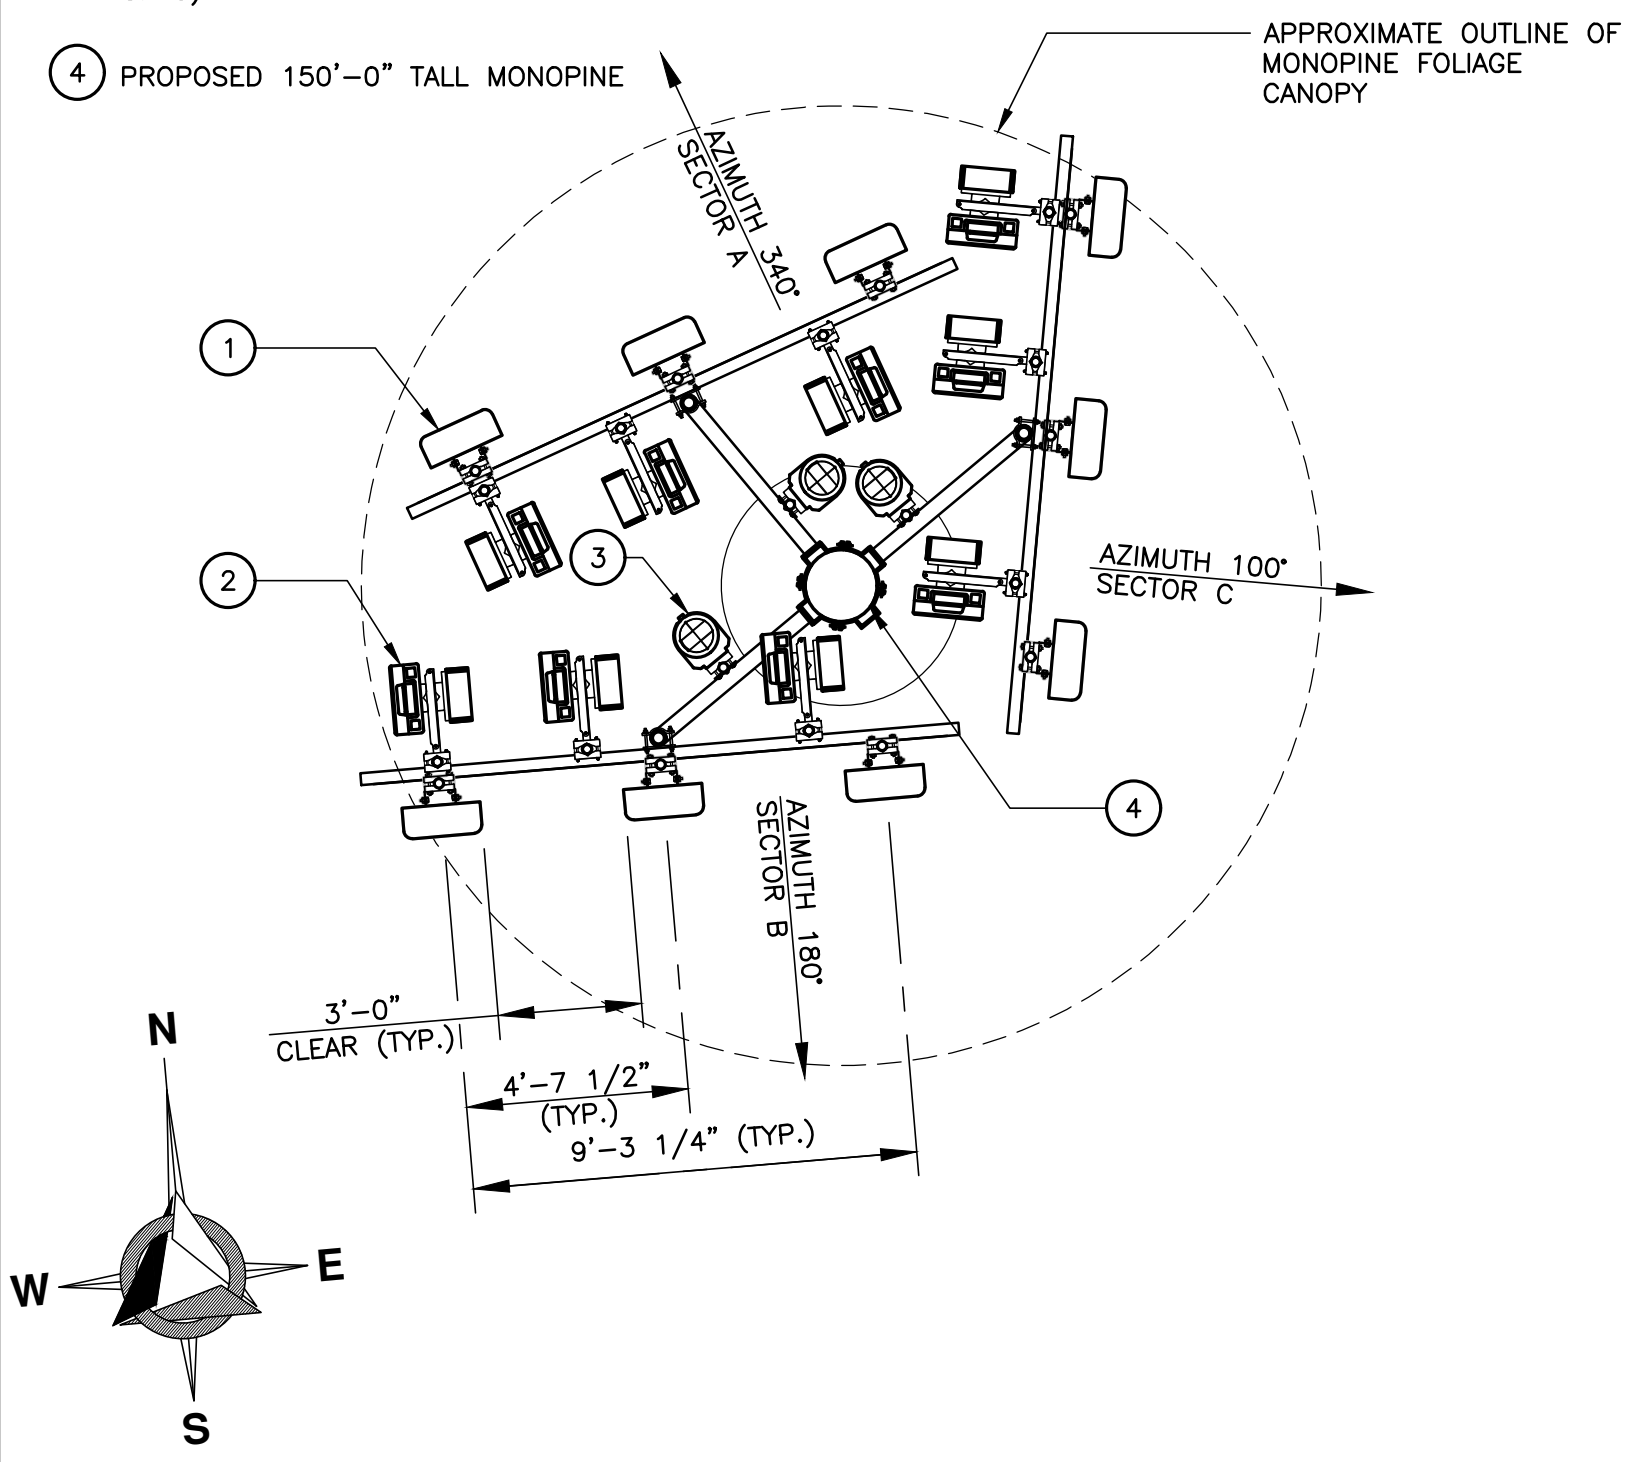 4 PROPOSED 150'-0" TALL MONOPINE
APPROXIMATE OUTLINE OF
MONOPINE FOLIAGE
CANOPY
AZIMUTH 340°
SECTOR A
1
2
3
AZIMUTH 100°
SECTOR C
4
AZIMUTH 180°
SECTOR B
3'-0"
CLEAR (TYP.)
4'-7 1/2"
(TYP.)
9'-3 1/4" (TYP.)
N
W
E
S